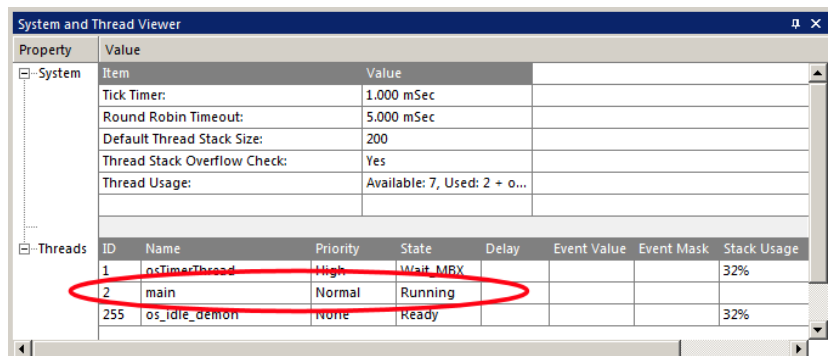 System and Thread Viewer
Property Value
System Item Value
Tick Timer: 1.000 mSec
Round Robin Timeout: 5.000 mSec
Default Thread Stack Size: 200
Thread Stack Overflow Check: Yes
Thread Usage: Available: 7, Used: 2 + o...
Threads ID Name Priority State Delay Event Value Event Mask Stack Usage
1 osTimerThread High Wait_MBX 32%
2 main Normal Running
255 os_idle_demon None Ready 32%